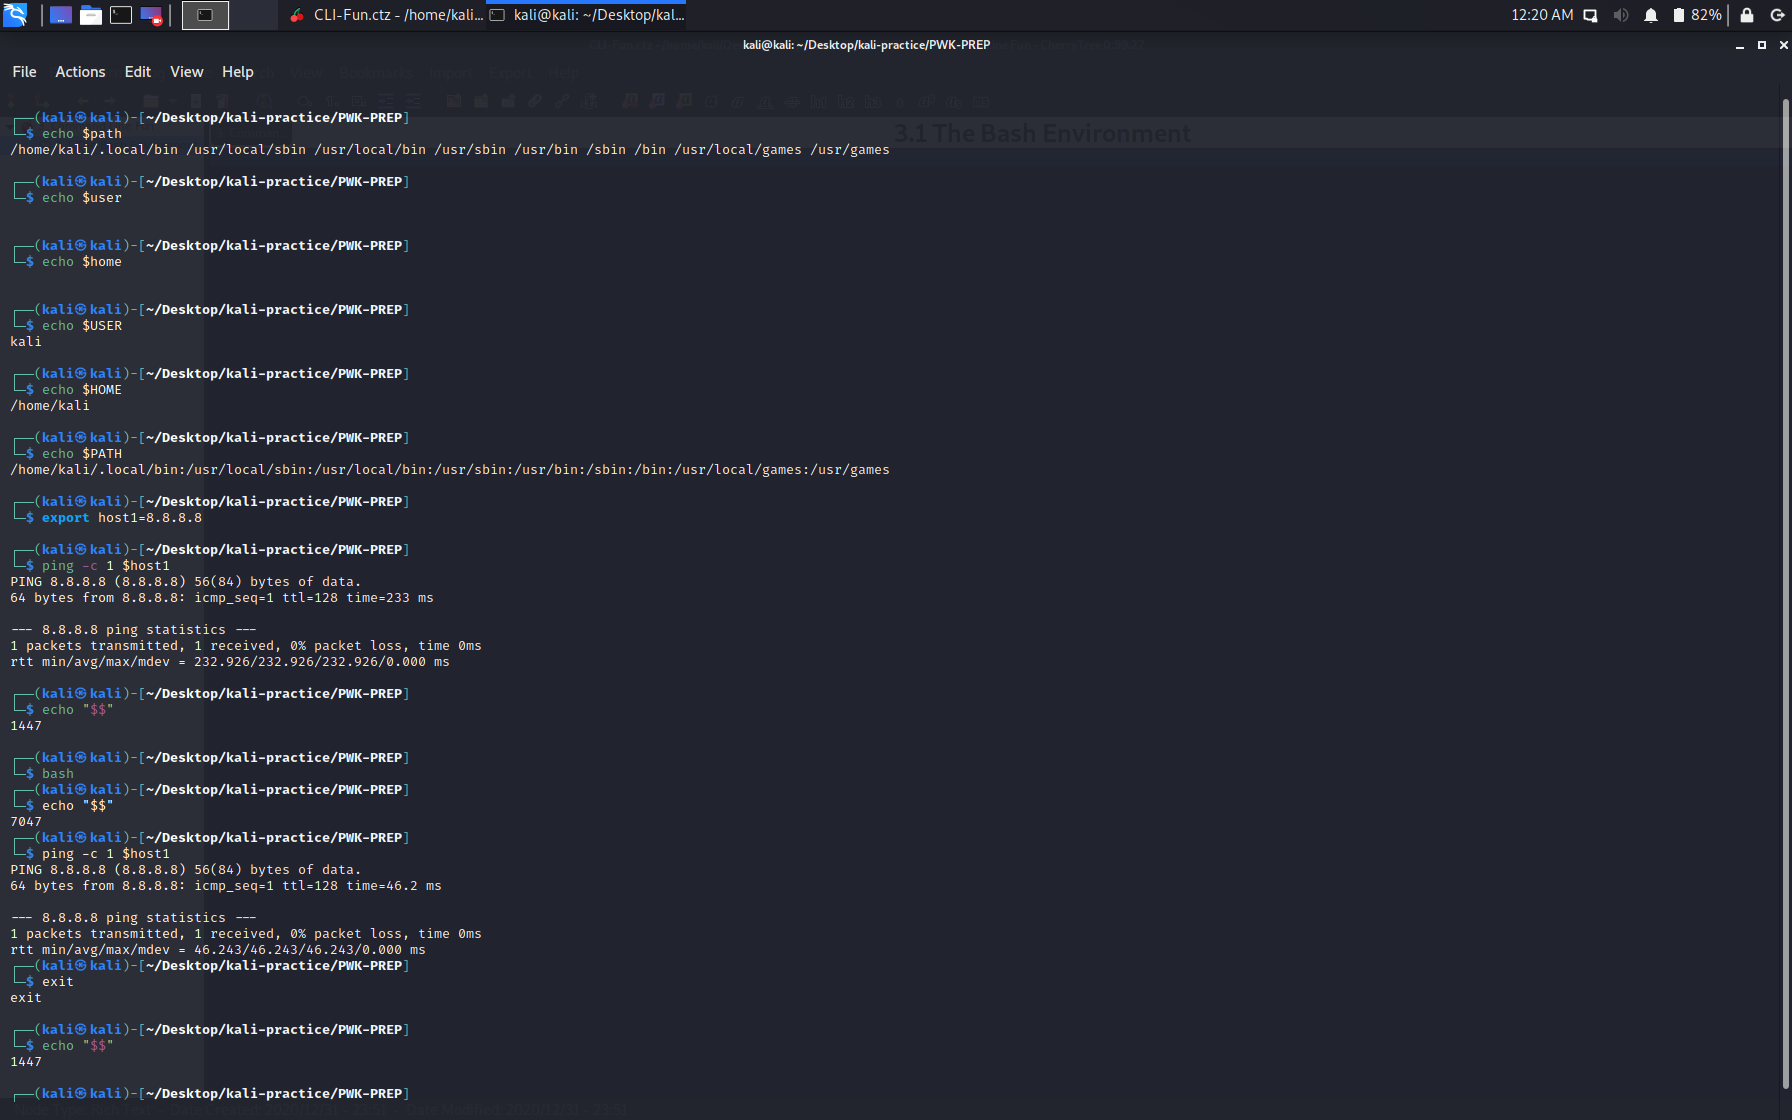 CLI-Fun.ctz - /home/kali...
kali@kali: ~/Desktop/kal...
12:20 AM
82%
kali@kali: ~/Desktop/kali-practice/PWK-PREP
File Actions Edit View Help
┌──(kali㉿kali)-[~/Desktop/kali-practice/PWK-PREP]
└─$ echo $path
3.1 The Bash Environment
/home/kali/.local/bin /usr/local/sbin /usr/local/bin /usr/sbin /usr/bin /sbin /bin /usr/local/games /usr/games
┌──(kali㉿kali)-[~/Desktop/kali-practice/PWK-PREP]
└─$ echo $user
┌──(kali㉿kali)-[~/Desktop/kali-practice/PWK-PREP]
└─$ echo $home
┌──(kali㉿kali)-[~/Desktop/kali-practice/PWK-PREP]
└─$ echo $USER
kali
┌──(kali㉿kali)-[~/Desktop/kali-practice/PWK-PREP]
└─$ echo $HOME
/home/kali
┌──(kali㉿kali)-[~/Desktop/kali-practice/PWK-PREP]
└─$ echo $PATH
/home/kali/.local/bin:/usr/local/sbin:/usr/local/bin:/usr/sbin:/usr/bin:/sbin:/bin:/usr/local/games:/usr/games
┌──(kali㉿kali)-[~/Desktop/kali-practice/PWK-PREP]
└─$ export host1=8.8.8.8
┌──(kali㉿kali)-[~/Desktop/kali-practice/PWK-PREP]
└─$ ping -c 1 $host1
PING 8.8.8.8 (8.8.8.8) 56(84) bytes of data.
64 bytes from 8.8.8.8: icmp_seq=1 ttl=128 time=233 ms
--- 8.8.8.8 ping statistics ---
1 packets transmitted, 1 received, 0% packet loss, time 0ms
rtt min/avg/max/mdev = 232.926/232.926/232.926/0.000 ms
┌──(kali㉿kali)-[~/Desktop/kali-practice/PWK-PREP]
└─$ echo "$$"
1447
┌──(kali㉿kali)-[~/Desktop/kali-practice/PWK-PREP]
└─$ bash
┌──(kali㉿kali)-[~/Desktop/kali-practice/PWK-PREP]
└─$ echo "$$"
7047
┌──(kali㉿kali)-[~/Desktop/kali-practice/PWK-PREP]
└─$ ping -c 1 $host1
PING 8.8.8.8 (8.8.8.8) 56(84) bytes of data.
64 bytes from 8.8.8.8: icmp_seq=1 ttl=128 time=46.2 ms
--- 8.8.8.8 ping statistics ---
1 packets transmitted, 1 received, 0% packet loss, time 0ms
rtt min/avg/max/mdev = 46.243/46.243/46.243/0.000 ms
┌──(kali㉿kali)-[~/Desktop/kali-practice/PWK-PREP]
└─$ exit
exit
┌──(kali㉿kali)-[~/Desktop/kali-practice/PWK-PREP]
└─$ echo "$$"
1447
┌──(kali㉿kali)-[~/Desktop/kali-practice/PWK-PREP]